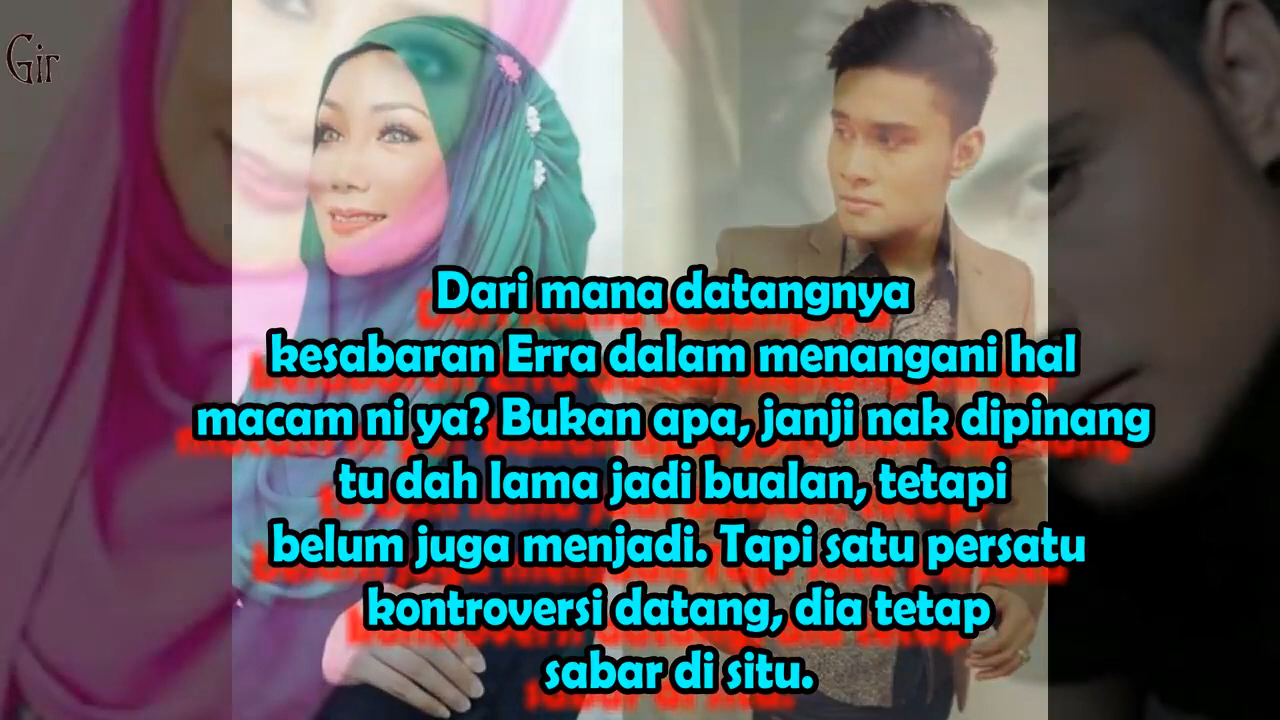 Gir
Dari mana datangnya
kesabaran Erra dalam menangani hal
macam ni ya? Bukan apa, janji nak dipinang
tu dah lama jadi bualan, tetapi
belum juga menjadi. Tapi satu persatu
kontroversi datang, dia tetap
sabar di situ.